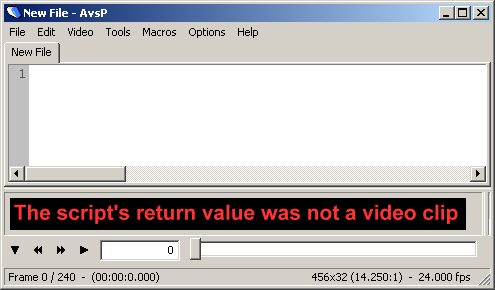 New File - AvsP
File Edit Video Tools Macros Options Help
New File
1
The script's return value was not a video clip
0
Frame 0 / 240 - (00:00:0.000) 456x32 (14.250:1) - 24.000 fps